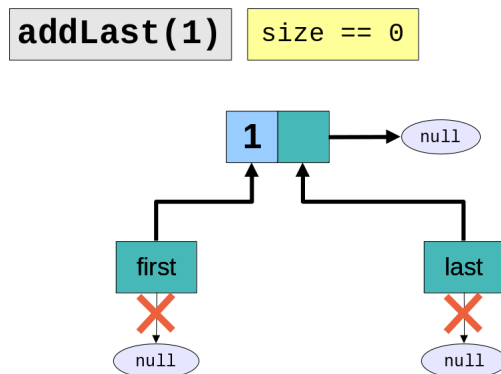 addLast(1)
size == 0
1
null
first
last
null
null